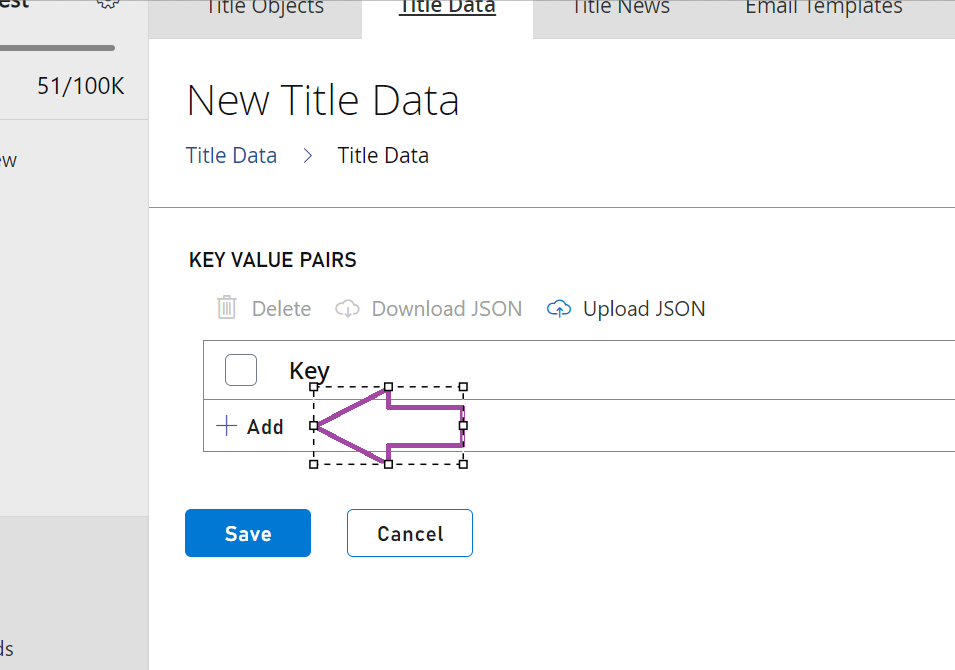 est
Title Objects Title Data Title News Email Templates
51/100K
New Title Data
ew
Title Data > Title Data
KEY VALUE PAIRS
Delete Download JSON Upload JSON
Key
+ Add
Save Cancel
ds